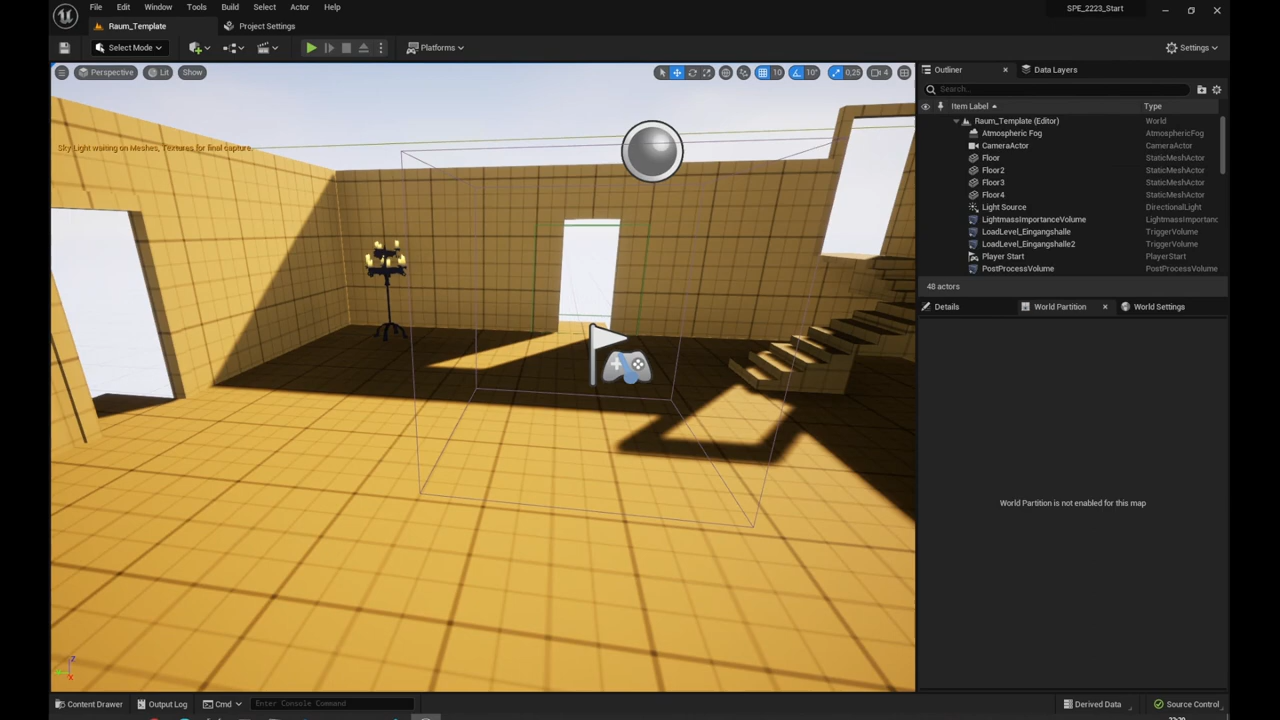 File Edit Window Tools Build Select Actor Help
SPE_2223_Start
Raum_Template
Project Settings
Select Mode
Platforms
Settings
Perspective
Lit
Show
10
10°
0,25
4
Sky Light waiting on Meshes, Textures for final capture.
Outliner
Data Layers
Search...
Item Label
Type
Raum_Template (Editor) World
Atmospheric Fog AtmosphericFog
CameraActor CameraActor
Floor StaticMeshActor
Floor2 StaticMeshActor
Floor3 StaticMeshActor
Floor4 StaticMeshActor
Light Source DirectionalLight
LightmassImportanceVolume LightmassImportanc
LoadLevel_Eingangshalle TriggerVolume
LoadLevel_Eingangshalle2 TriggerVolume
Player Start PlayerStart
PostProcessVolume PostProcessVolume
48 actors
Details
World Partition
World Settings
World Partition is not enabled for this map
Z
X
Content Drawer
Output Log
Cmd
Enter Console Command
Derived Data
Source Control